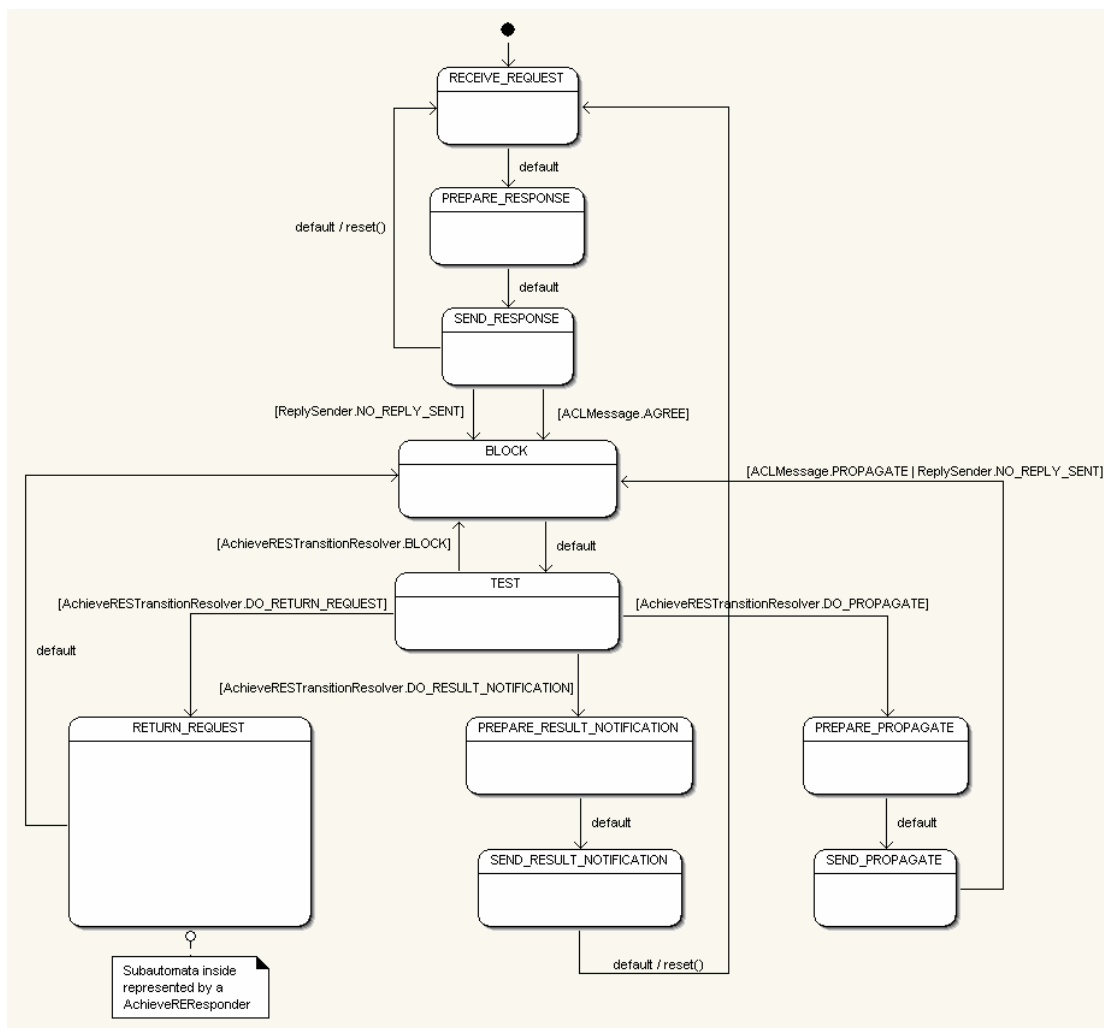 RECEIVE_REQUEST
default
PREPARE_RESPONSE
default / reset()
default
SEND_RESPONSE
[ReplySender.NO_REPLY_SENT]
[ACLMessage.AGREE]
BLOCK
[ACLMessage.PROPAGATE | ReplySender.NO_REPLY_SENT]
[AchieveRESTransitionResolver.BLOCK]
default
TEST
[AchieveRESTransitionResolver.DO_RETURN_REQUEST]
[AchieveRESTransitionResolver.DO_PROPAGATE]
default
[AchieveRESTransitionResolver.DO_RESULT_NOTIFICATION]
RETURN_REQUEST
PREPARE_RESULT_NOTIFICATION
PREPARE_PROPAGATE
default
default
SEND_RESULT_NOTIFICATION
SEND_PROPAGATE
default / reset()
Subautomata inside
represented by a
AchieveREResponder